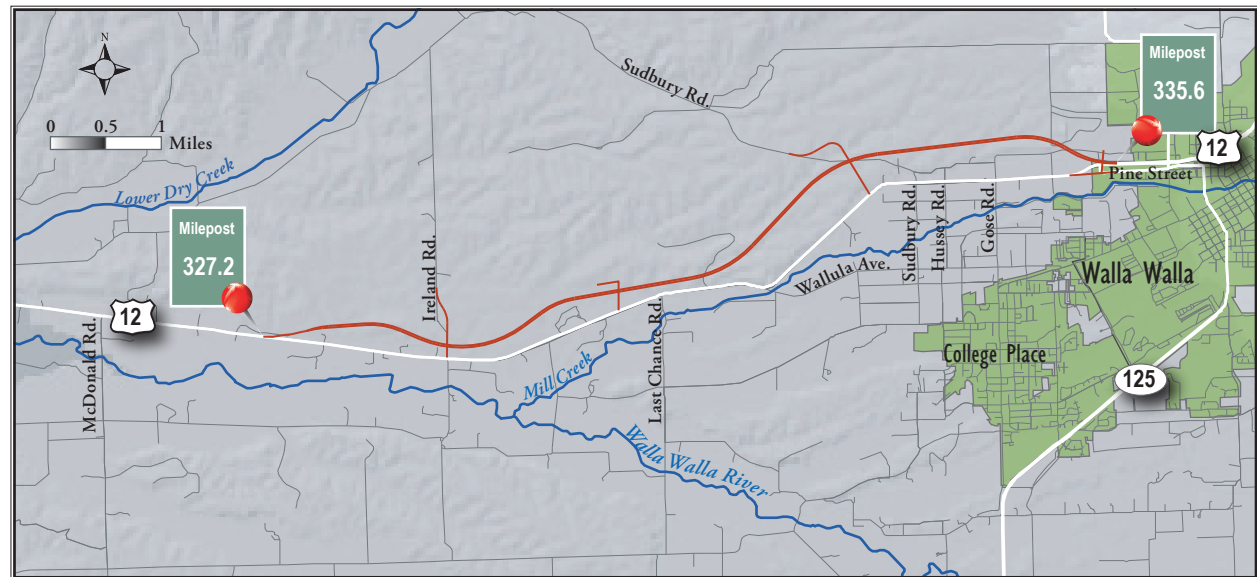 N
0 0.5 1
Miles
Sudbury Rd.
Milepost
335.6
12
Pine Street
Lower Dry Creek
Milepost
327.2
12
McDonald Rd.
Ireland Rd.
Mill Creek
Last Chance Rd.
Wallula Ave.
Sudbury Rd.
Hussey Rd.
Gose Rd.
Walla Walla
College Place
125
Walla Walla River